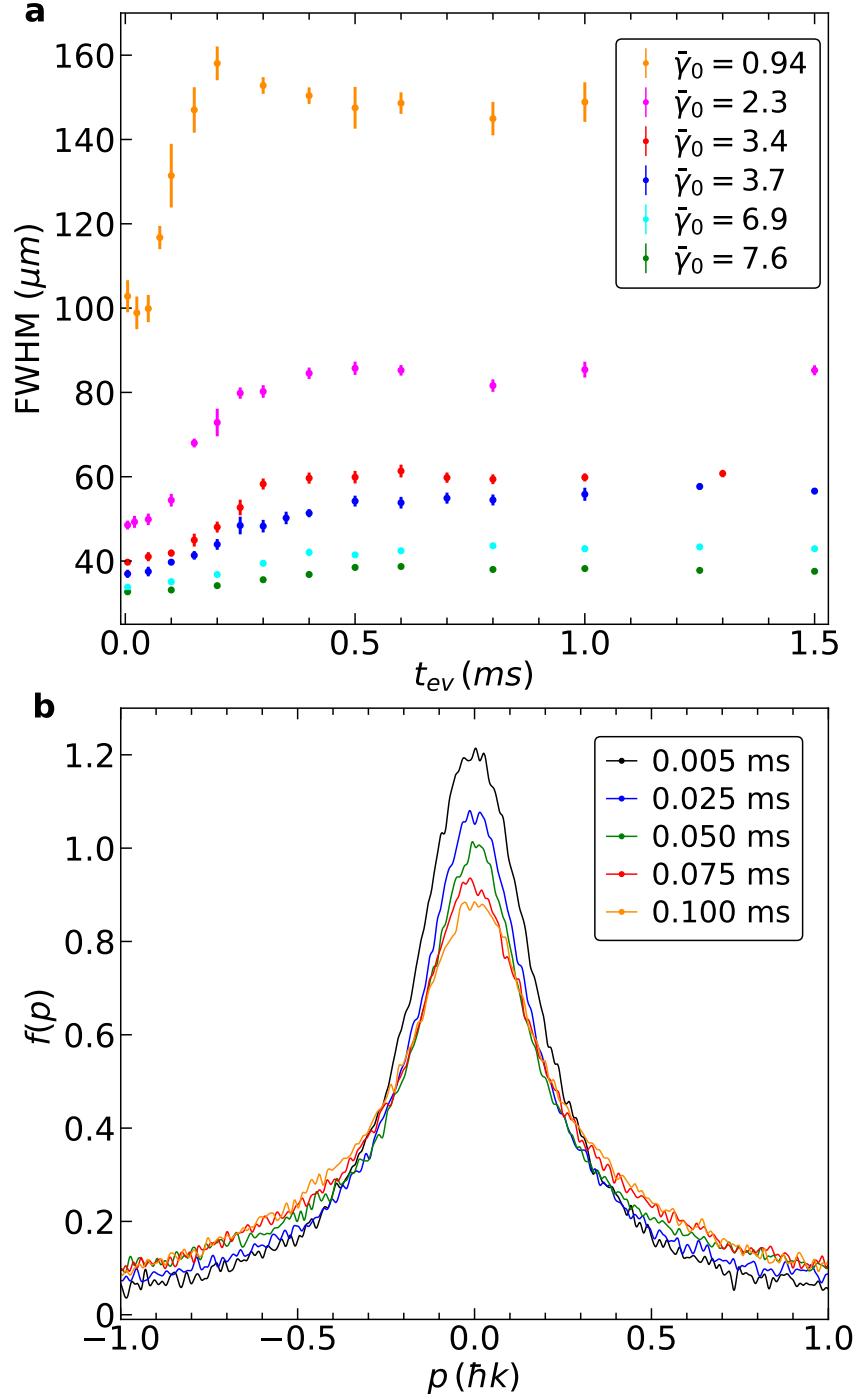 a
FWHM (μm)
160
140
120
100
80
60
40
γ̄₀ = 0.94
γ̄₀ = 2.3
γ̄₀ = 3.4
γ̄₀ = 3.7
γ̄₀ = 6.9
γ̄₀ = 7.6
0.0 0.5 1.0 1.5
t_ev (ms)
b
f(p)
1.2
1.0
0.8
0.6
0.4
0.2
0
0.005 ms
0.025 ms
0.050 ms
0.075 ms
0.100 ms
−1.0 −0.5 0.0 0.5 1.0
p (ħk)